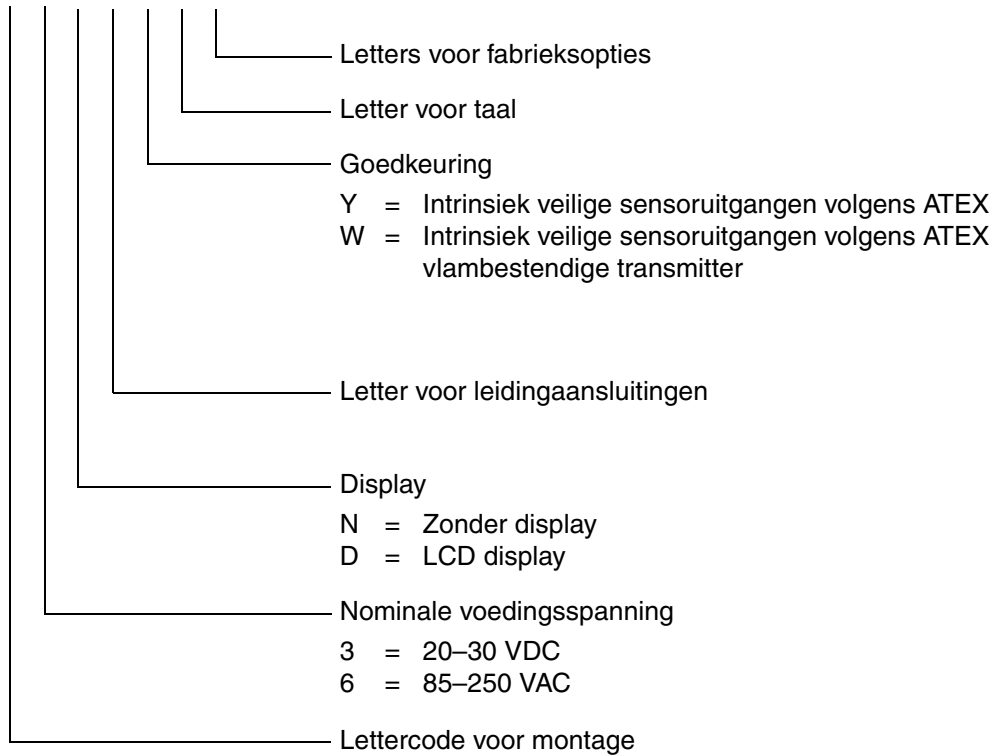 Letters voor fabrieksopties
Letter voor taal
Goedkeuring
Y = Intrinsiek veilige sensoruitgangen volgens ATEX
W = Intrinsiek veilige sensoruitgangen volgens ATEX
vlambestendige transmitter
Letter voor leidingaansluitingen
Display
N = Zonder display
D = LCD display
Nominale voedingsspanning
3 = 20–30 VDC
6 = 85–250 VAC
Lettercode voor montage